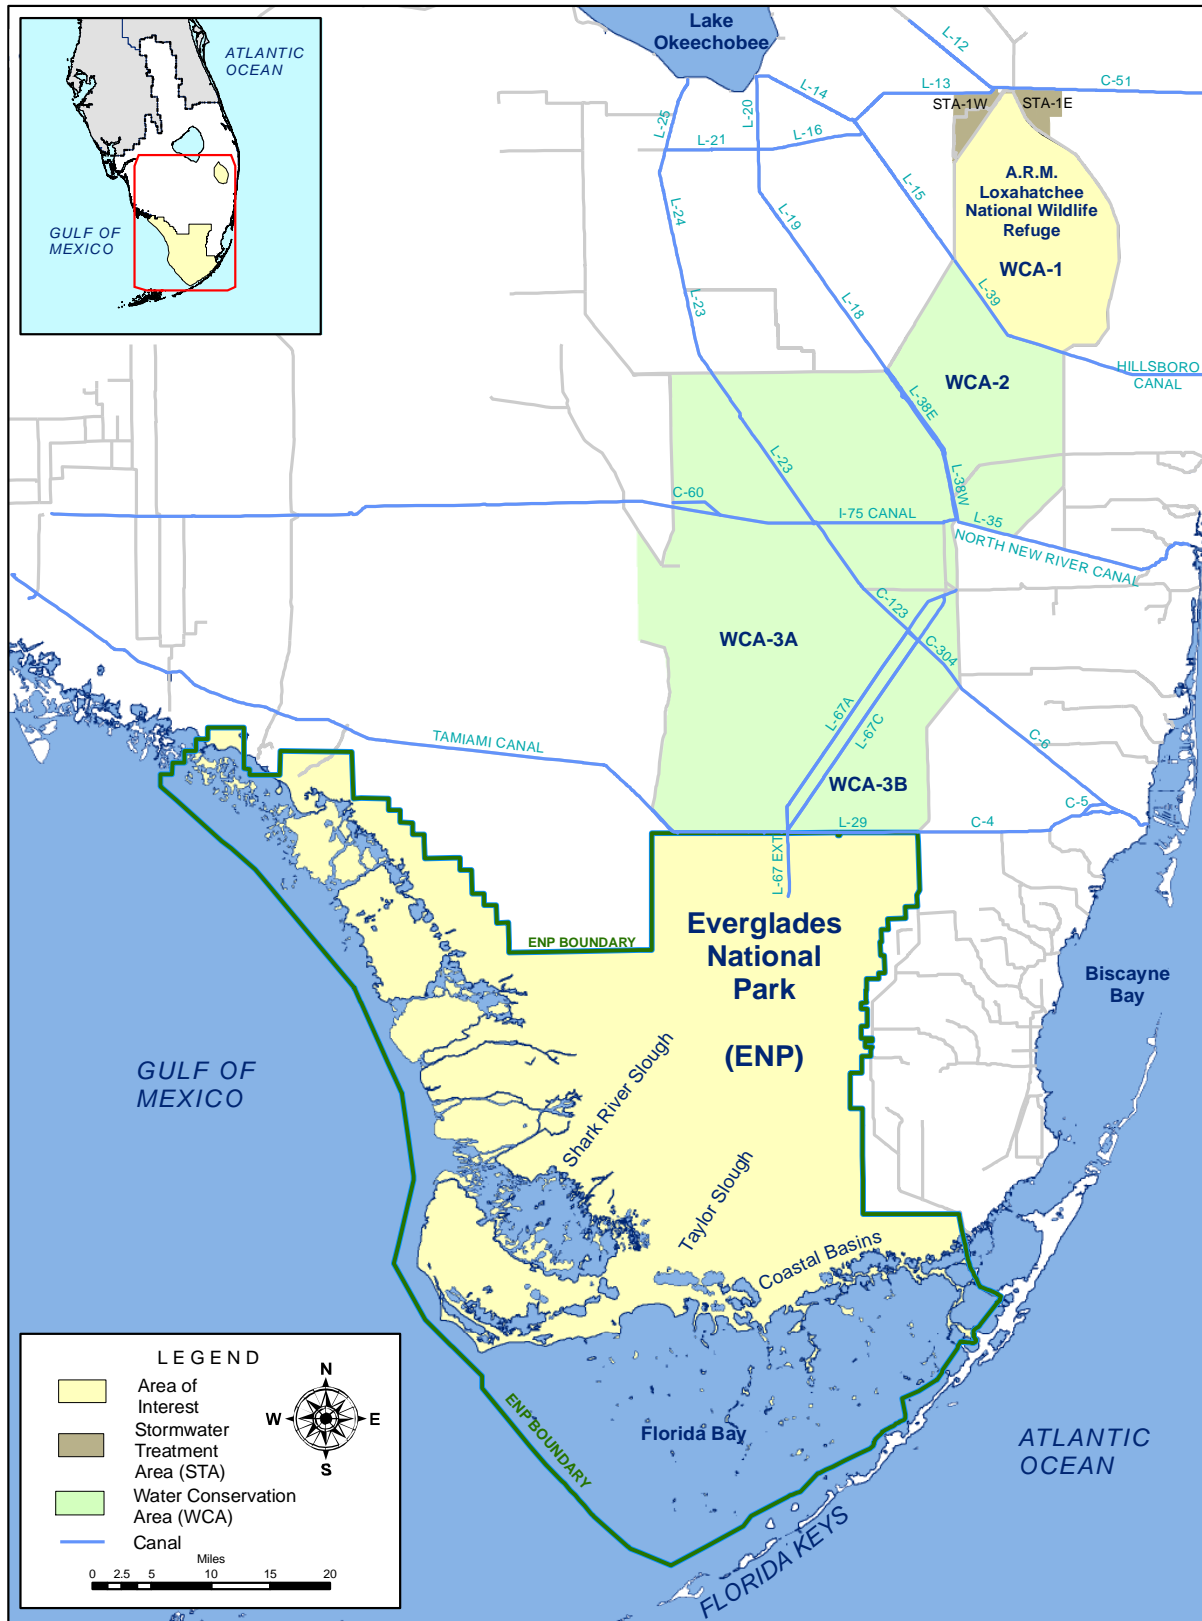 ATLANTIC
OCEAN
GULF OF
MEXICO
Lake
Okeechobee
L-12
L-13
C-51
L-14
L-20
L-25
STA-1W
STA-1E
L-21
L-16
L-15
A.R.M.
Loxahatchee
National Wildlife
Refuge
WCA-1
L-24
L-19
L-39
L-23
L-18
HILLSBORO
CANAL
WCA-2
L-38E
L-23
L-38W
C-60
I-75 CANAL
L-35
NORTH NEW RIVER CANAL
C-123
WCA-3A
C-304
L-67A
L-67C
C-6
TAMIAMI CANAL
WCA-3B
C-5
L-29
C-4
L-67 EXT
ENP BOUNDARY
Everglades
National
Park
(ENP)
Biscayne
Bay
GULF OF
MEXICO
Shark River Slough
Taylor Slough
Coastal Basins
ENP BOUNDARY
Florida Bay
ATLANTIC
OCEAN
FLORIDA KEYS
LEGEND
Area of
Interest
Stormwater
Treatment
Area (STA)
Water Conservation
Area (WCA)
Canal
N
W
E
S
Miles
0 2.5 5 10 15 20